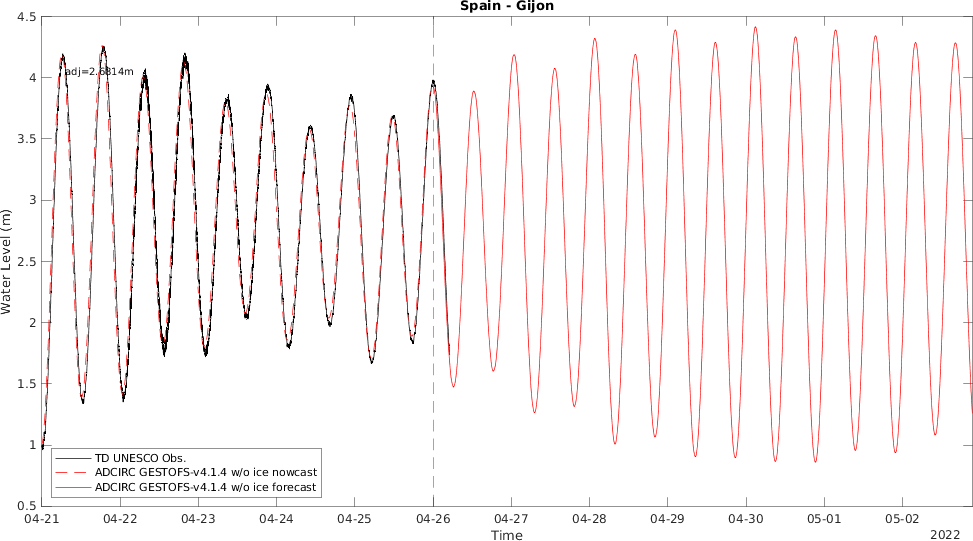 Spain - Gijon
4.5
4
3.5
3
2.5
2
1.5
1
0.5
Water Level (m)
adj=2.6814m
TD UNESCO Obs.
ADCIRC GESTOFS-v4.1.4 w/o ice nowcast
ADCIRC GESTOFS-v4.1.4 w/o ice forecast
04-21 04-22 04-23 04-24 04-25 04-26 04-27 04-28 04-29 04-30 05-01 05-02
Time
2022